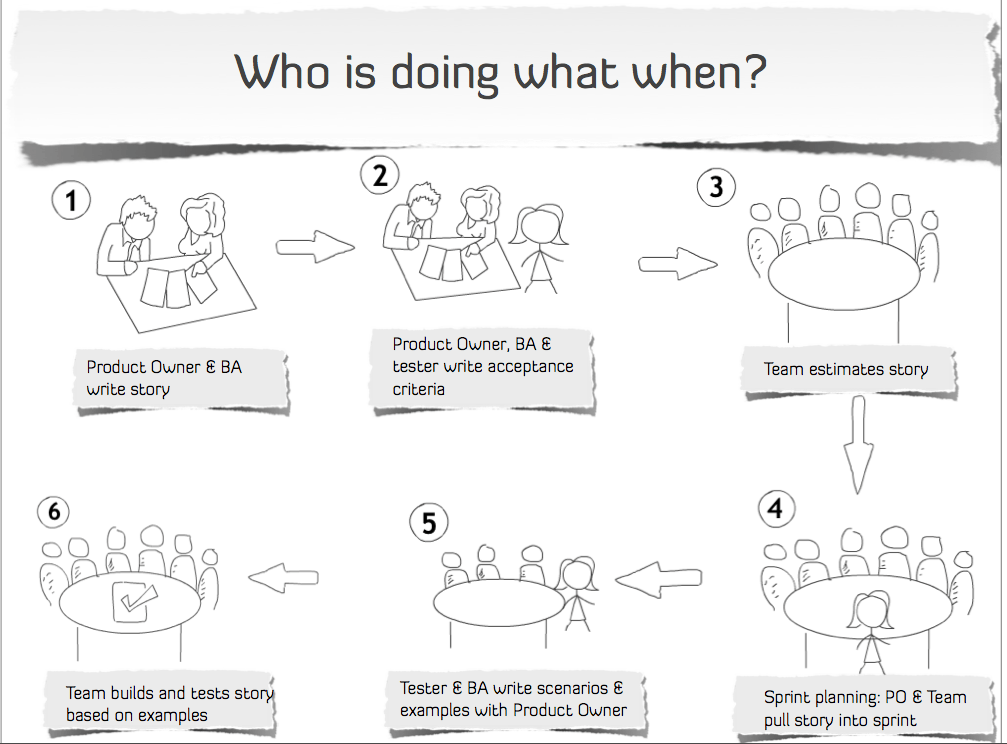 Who is doing what when?
1
Product Owner & BA
write story
2
Product Owner, BA &
tester write acceptance
criteria
3
Team estimates story
4
Sprint planning: PO & Team
pull story into sprint
5
Tester & BA write scenarios &
examples with Product Owner
6
Team builds and tests story
based on examples